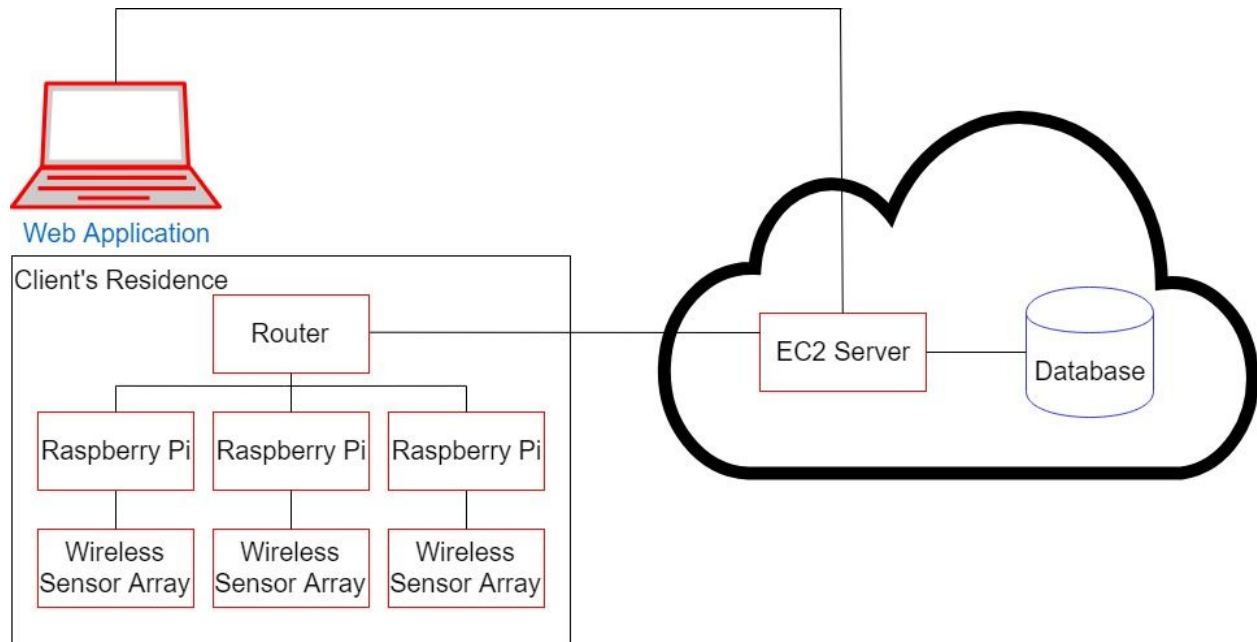 Web Application
Client's Residence
Router
EC2 Server
Database
Raspberry Pi
Raspberry Pi
Raspberry Pi
Wireless
Sensor Array
Wireless
Sensor Array
Wireless
Sensor Array